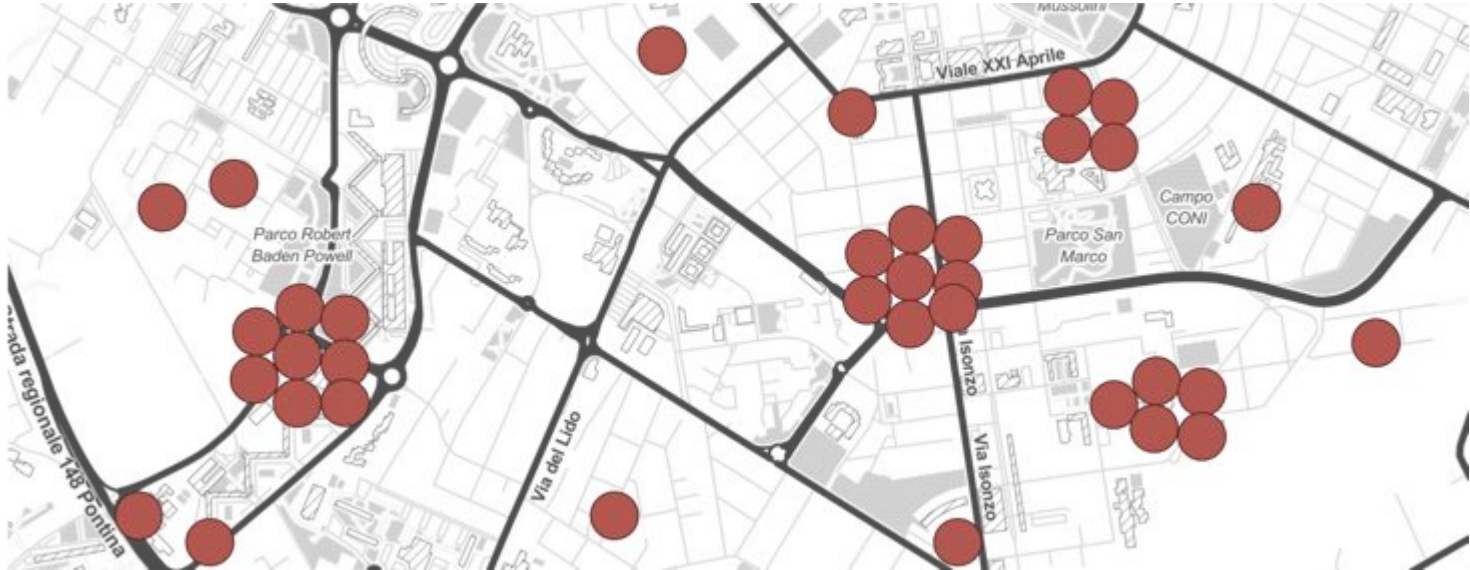 Mussolini
Viale XXI Aprile
Campo
CONI
Parco Robert
Baden Powell
Parco San
Marco
strada regionale 148 Pontina
Isonzo
Via del Lido
Via Isonzo